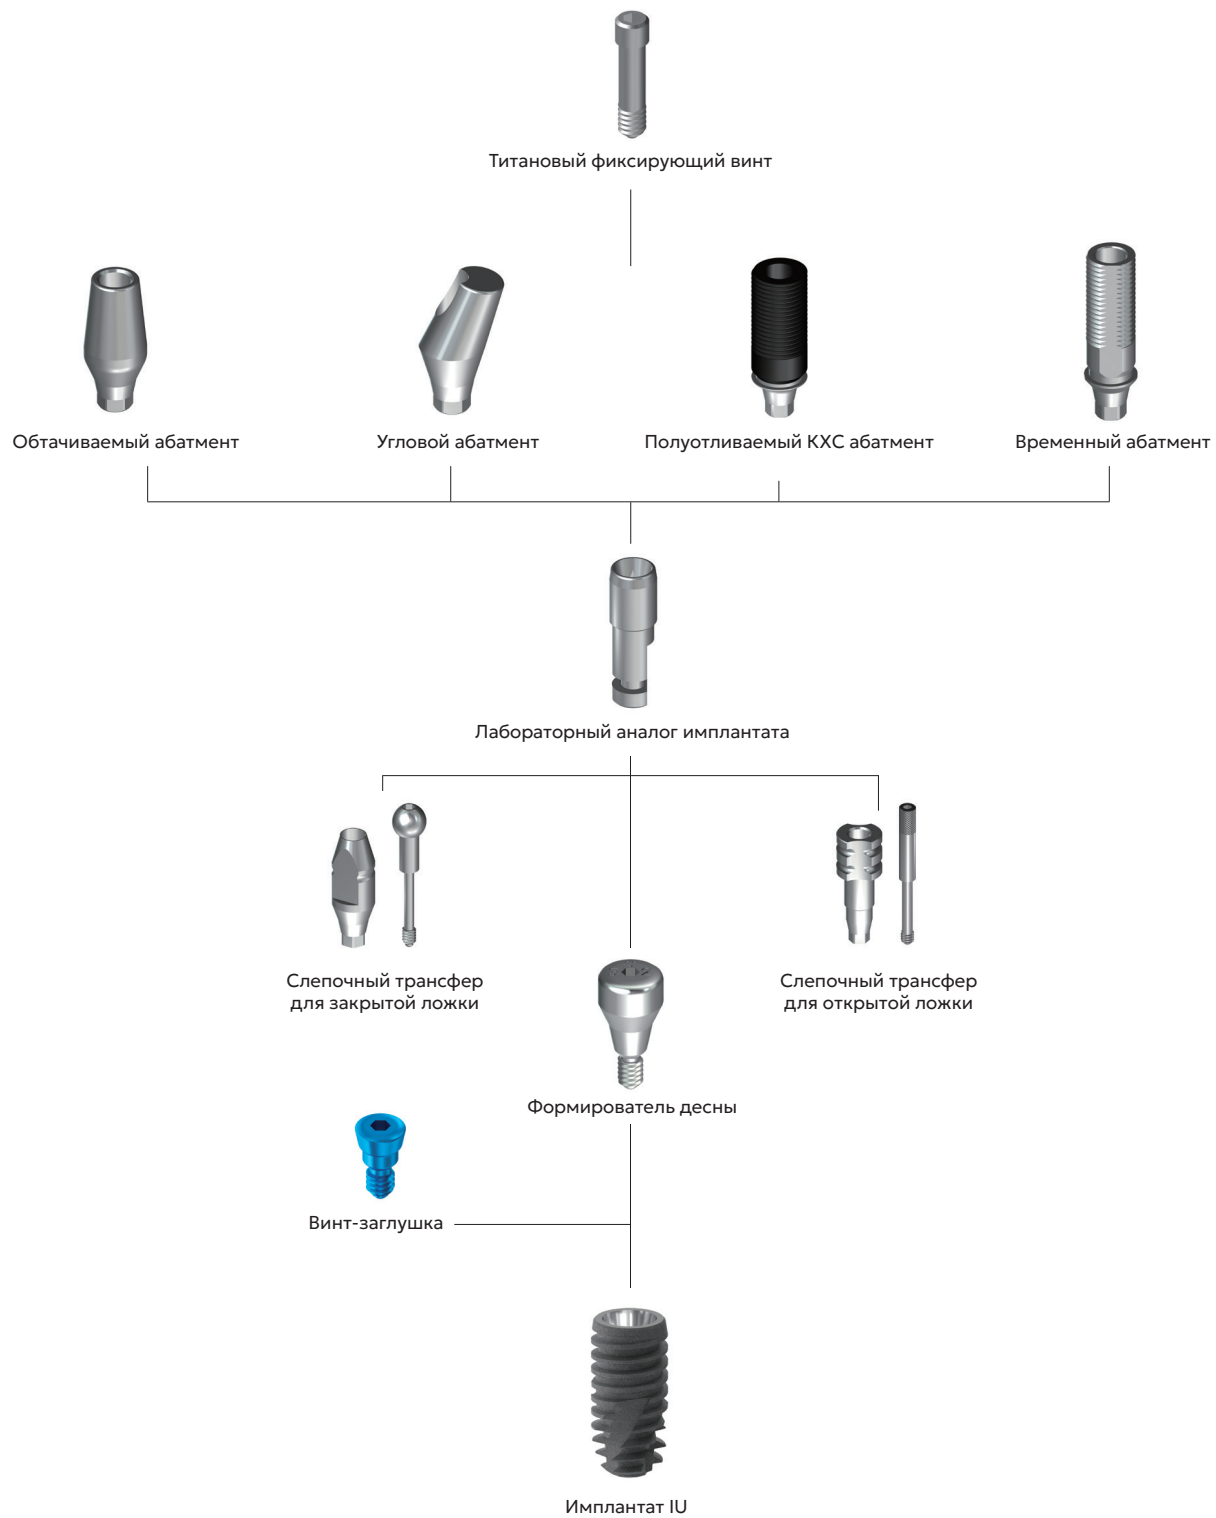 Титановый фиксирующий винт
Обтачиваемый абатмент
Угловой абатмент
Полуотливаемый КХС абатмент
Временный абатмент
Лабораторный аналог имплантата
Слепочный трансфер
для закрытой ложки
Слепочный трансфер
для открытой ложки
Формирователь десны
Винт-заглушка
Имплантат IU